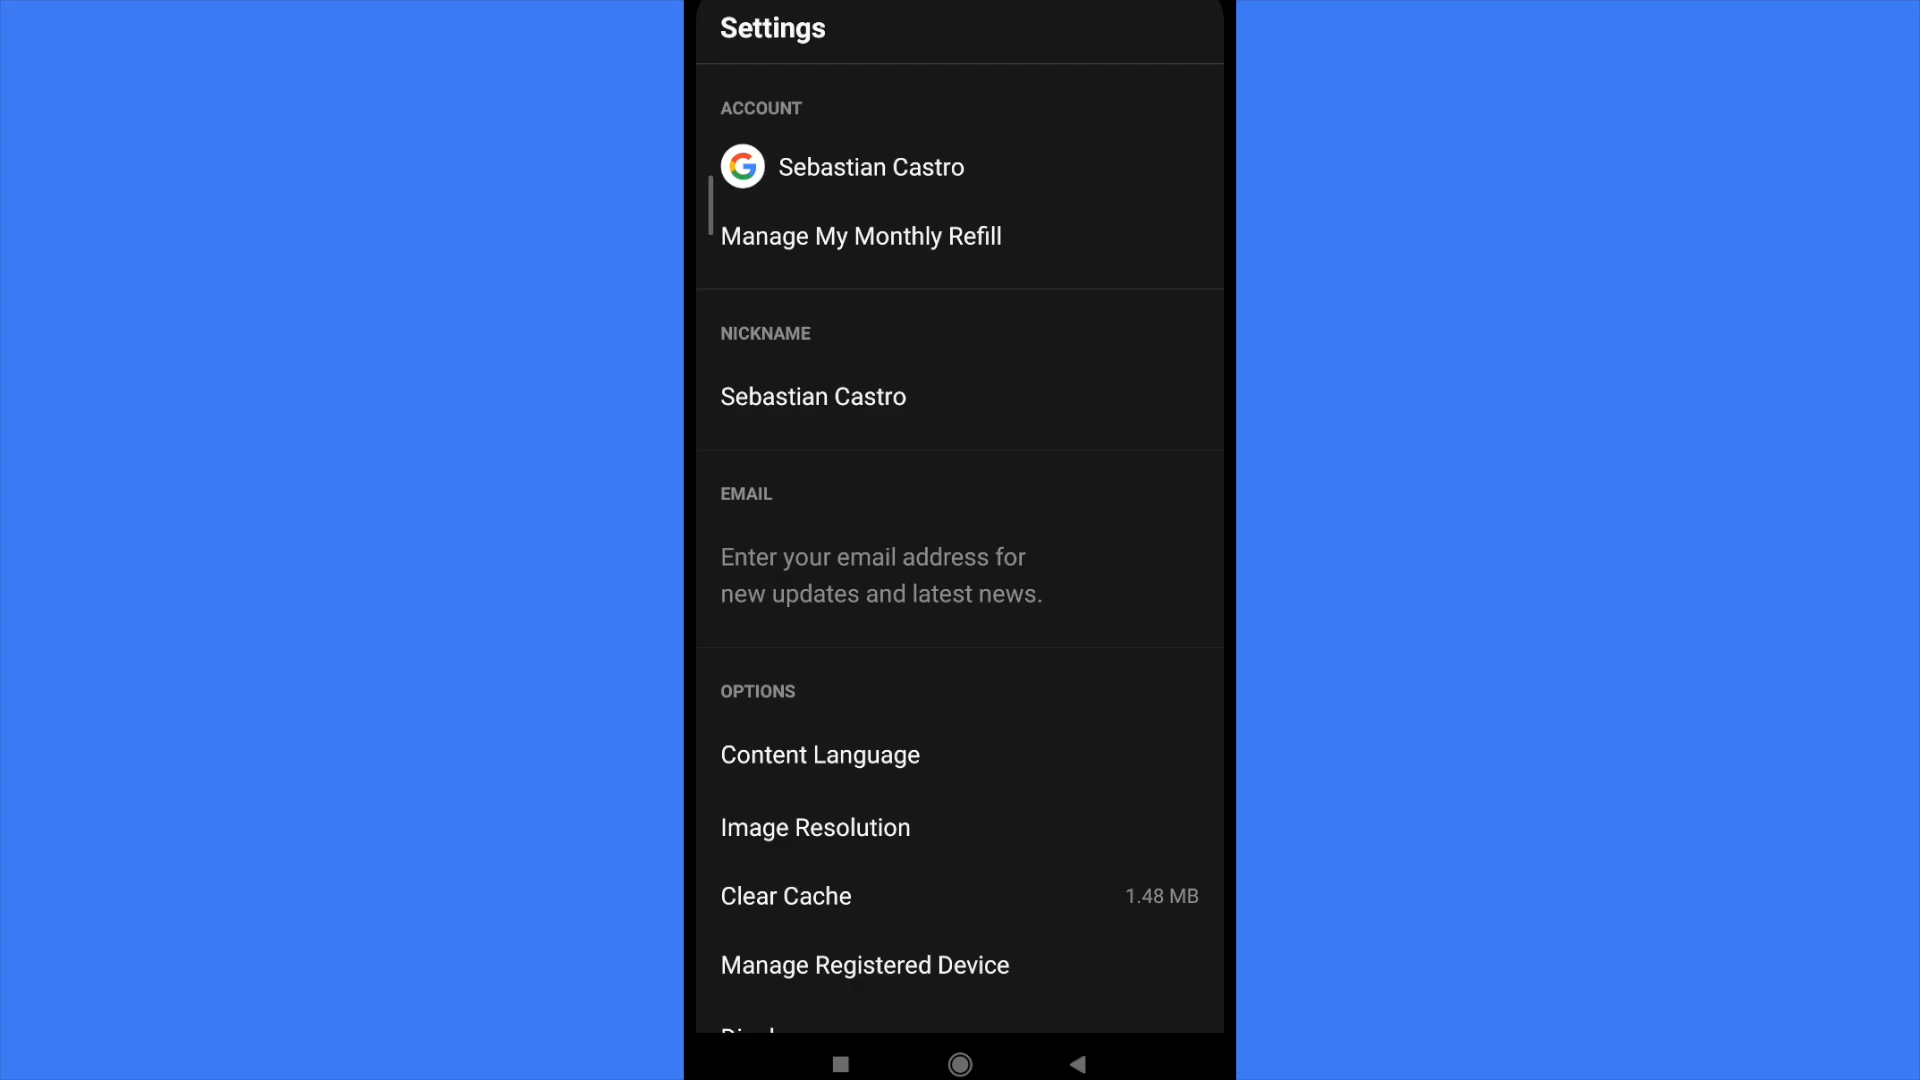 Settings
ACCOUNT
Sebastian Castro
Manage My Monthly Refill
NICKNAME
Sebastian Castro
EMAIL
Enter your email address for
new updates and latest news.
OPTIONS
Content Language
Image Resolution
Clear Cache 1.48 MB
Manage Registered Device